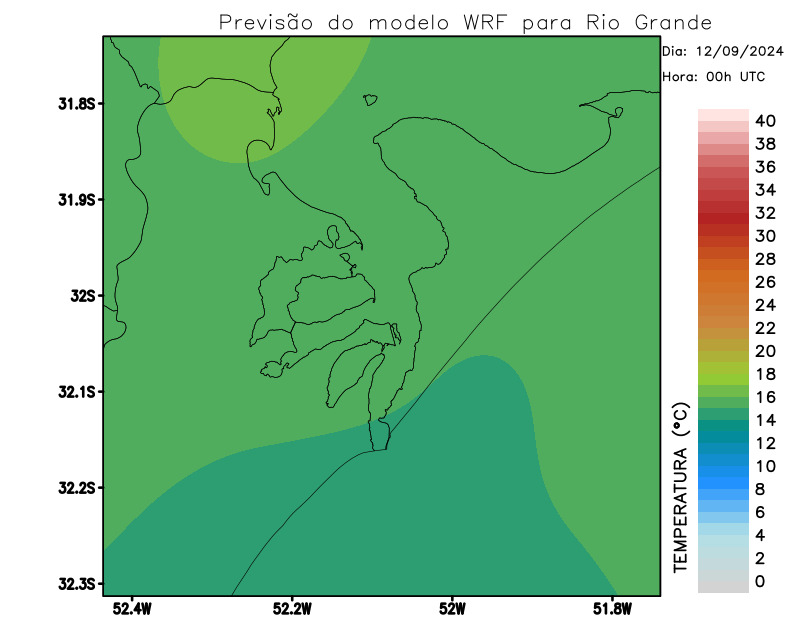 Previsão do modelo WRF para Rio Grande
Dia: 12/09/2024
Hora: 00h UTC
31.8S
31.9S
32S
32.1S
32.2S
32.3S
52.4W
52.2W
52W
51.8W
TEMPERATURA (°C)
40
38
36
34
32
30
28
26
24
22
20
18
16
14
12
10
8
6
4
2
0